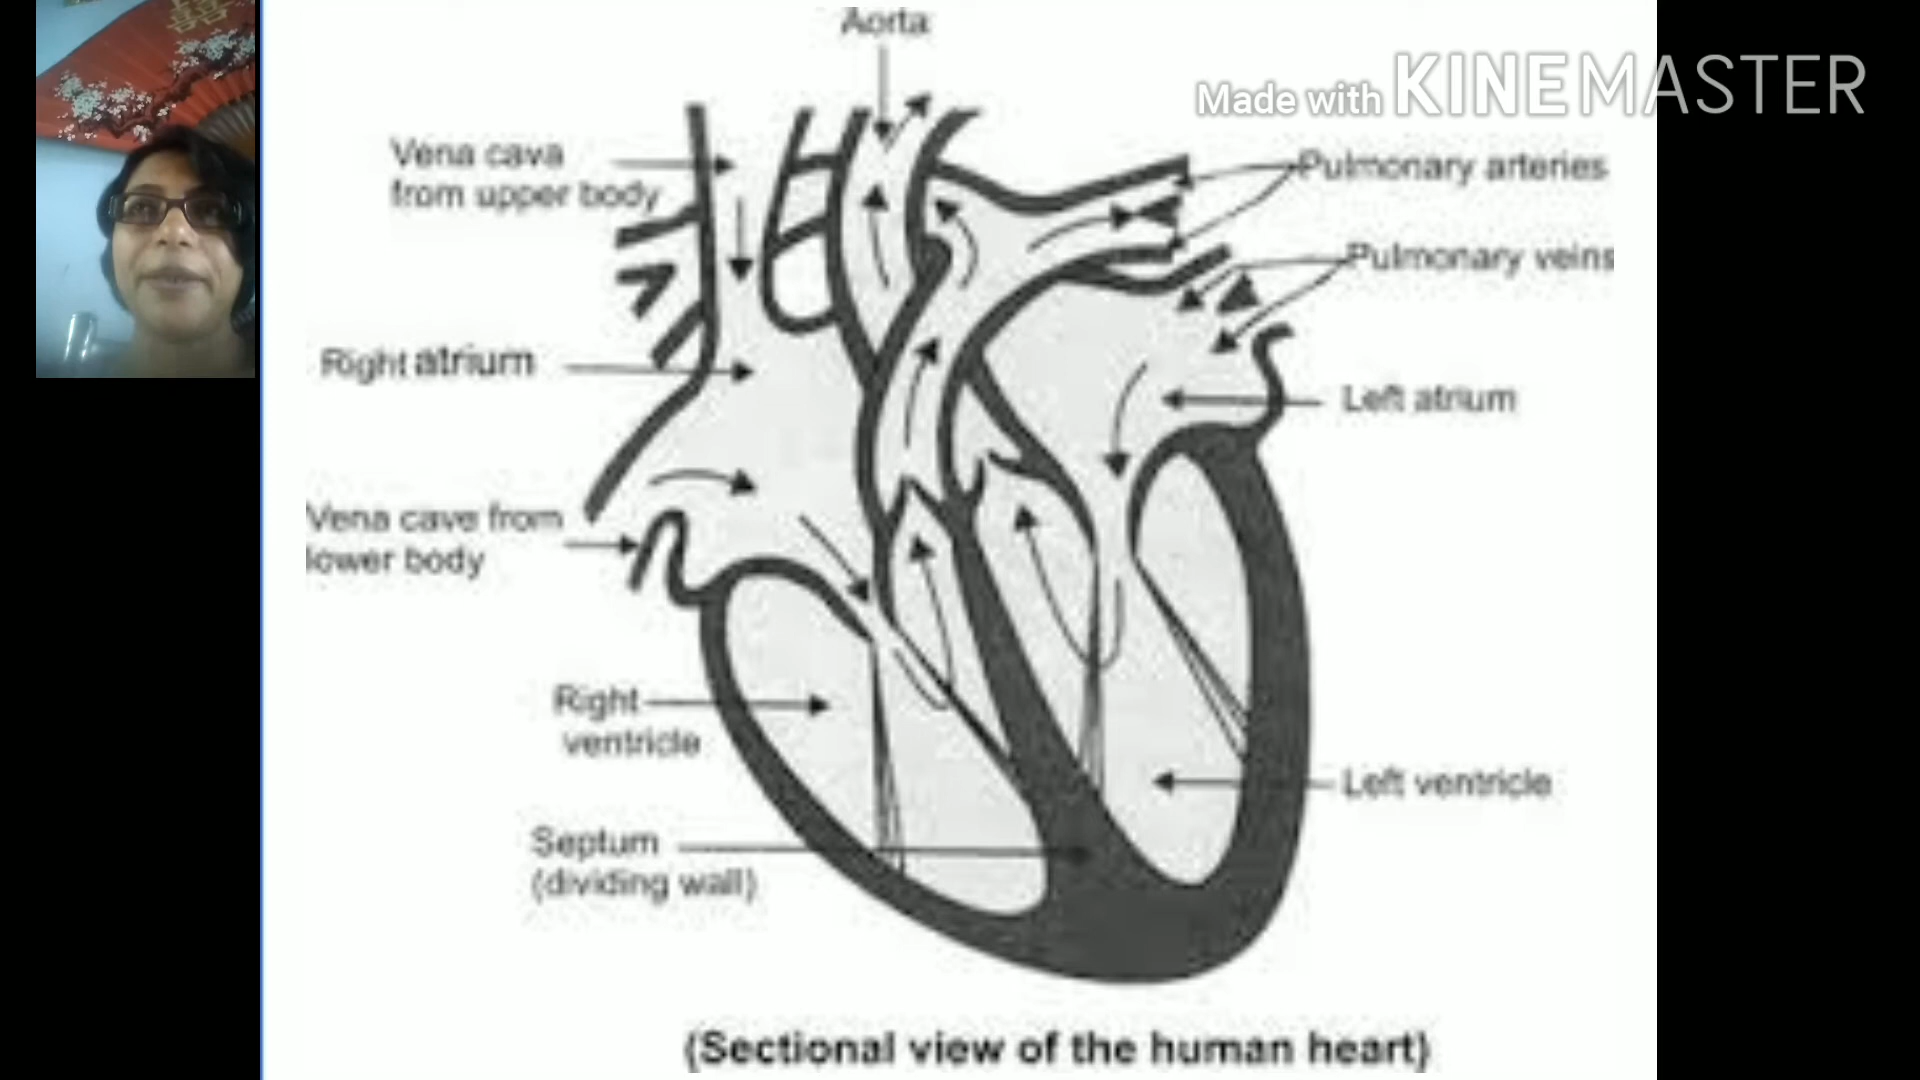 Aorta
Made with KINEMASTER
Vena cava
from upper body
Pulmonary arteries
Pulmonary veins
Right atrium
Left atrium
Vena cave from
lower body
Right
ventricle
Left ventricle
Septum
(dividing wall)
(Sectional view of the human heart)